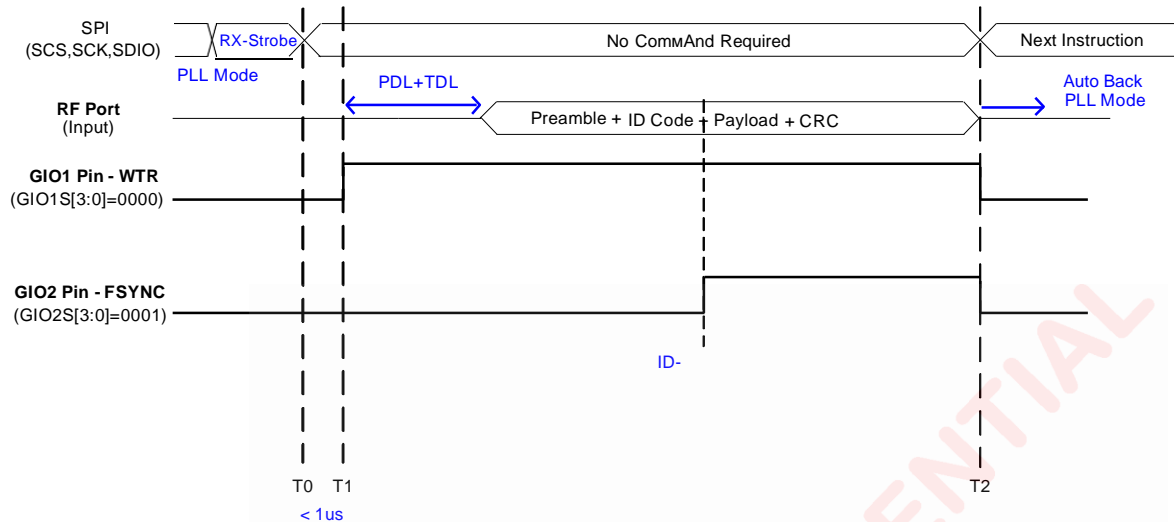 SPI
(SCS,SCK,SDIO)
RX-Strobe
No ComMAnd Required
Next Instruction
PLL Mode
PDL+TDL
Auto Back
PLL Mode
RF Port
(Input)
Preamble + ID Code + Payload + CRC
GIO1 Pin - WTR
(GIO1S[3:0]=0000)
GIO2 Pin - FSYNC
(GIO2S[3:0]=0001)
ID-
T0 T1 T2
< 1us
ENTIAL